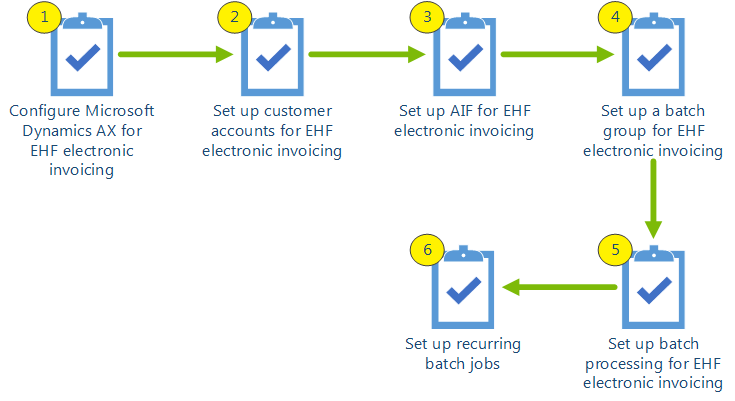 1
Configure Microsoft
Dynamics AX for
EHF electronic
invoicing
2
Set up customer
accounts for EHF
electronic invoicing
3
Set up AIF for EHF
electronic invoicing
4
Set up a batch
group for EHF
electronic invoicing
5
Set up batch
processing for EHF
electronic invoicing
6
Set up recurring
batch jobs